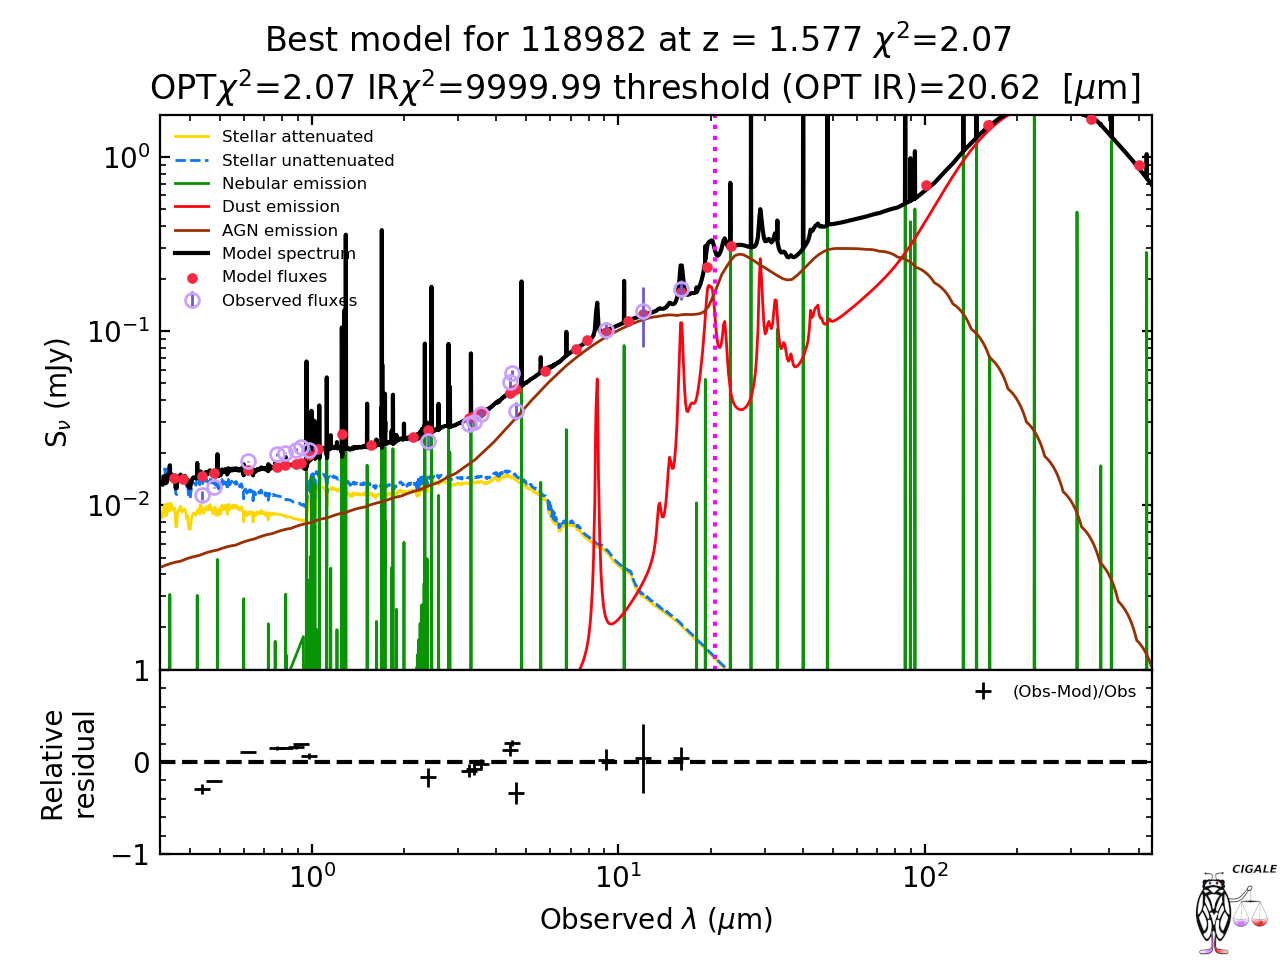 Best model for 118982 at z = 1.577 χ²=2.07
OPTχ²=2.07 IRχ²=9999.99 threshold (OPT IR)=20.62 [μm]
Stellar attenuated
Stellar unattenuated
Nebular emission
Dust emission
AGN emission
Model spectrum
Model fluxes
Observed fluxes
10⁰
10⁻¹
10⁻²
S_ν (mJy)
1
0
−1
Relative
residual
(Obs-Mod)/Obs
10⁰ 10¹ 10²
Observed λ (μm)
CIGALE